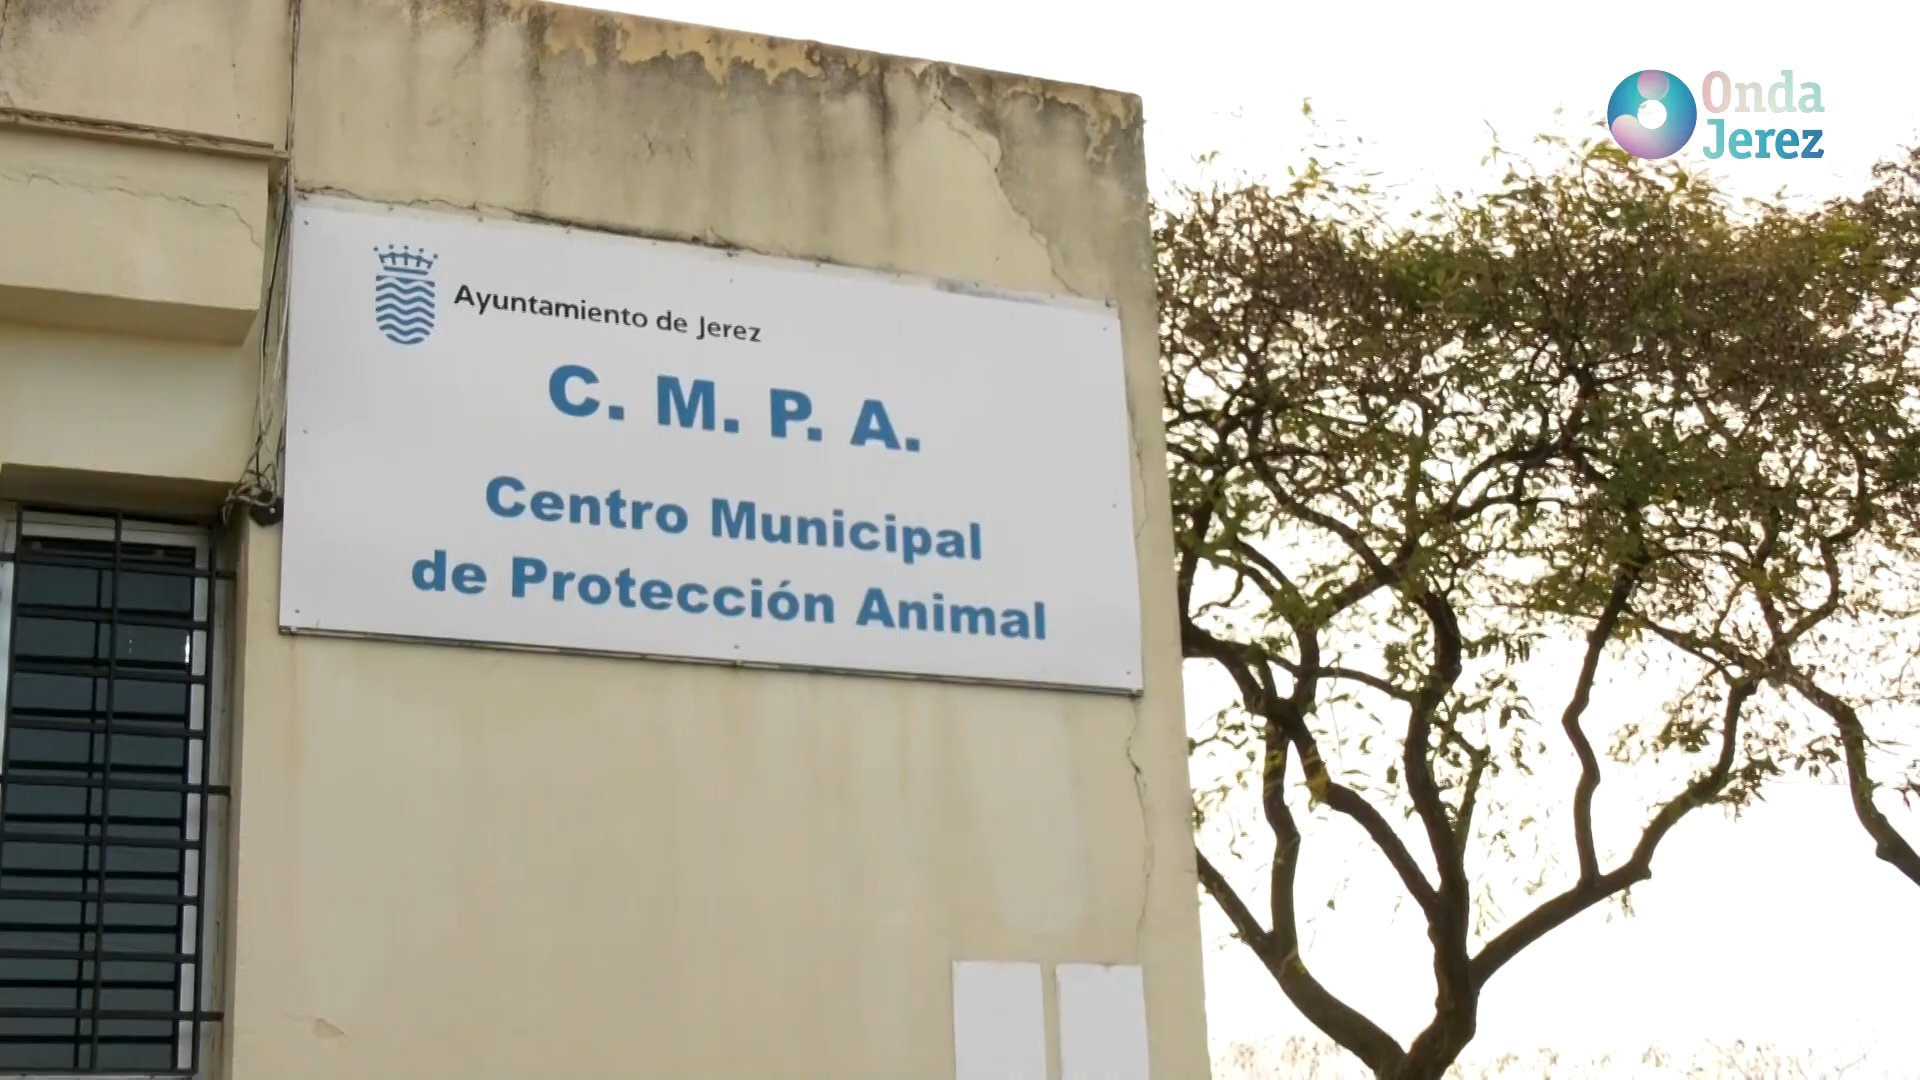 Onda
Jerez
Ayuntamiento de Jerez
C. M. P. A.
Centro Municipal
de Protección Animal